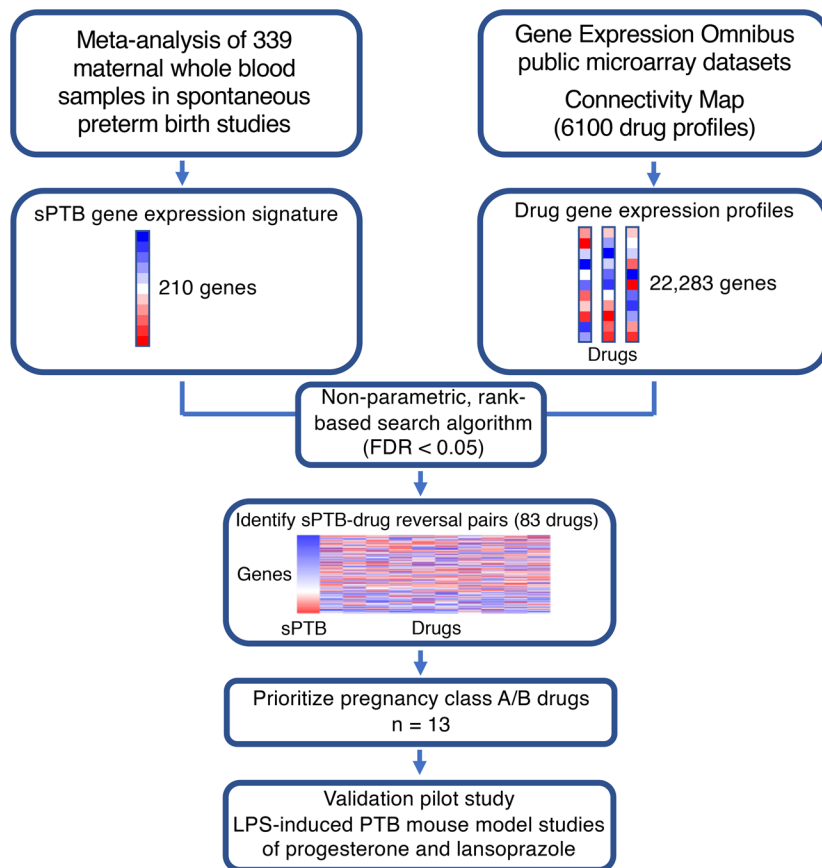 Meta-analysis of 339
maternal whole blood
samples in spontaneous
preterm birth studies
Gene Expression Omnibus
public microarray datasets
Connectivity Map
(6100 drug profiles)
sPTB gene expression signature
210 genes
Drug gene expression profiles
22,283 genes
Drugs
Non-parametric, rank-
based search algorithm
(FDR < 0.05)
Identify sPTB-drug reversal pairs (83 drugs)
Genes
sPTB
Drugs
Prioritize pregnancy class A/B drugs
n = 13
Validation pilot study
LPS-induced PTB mouse model studies
of progesterone and lansoprazole